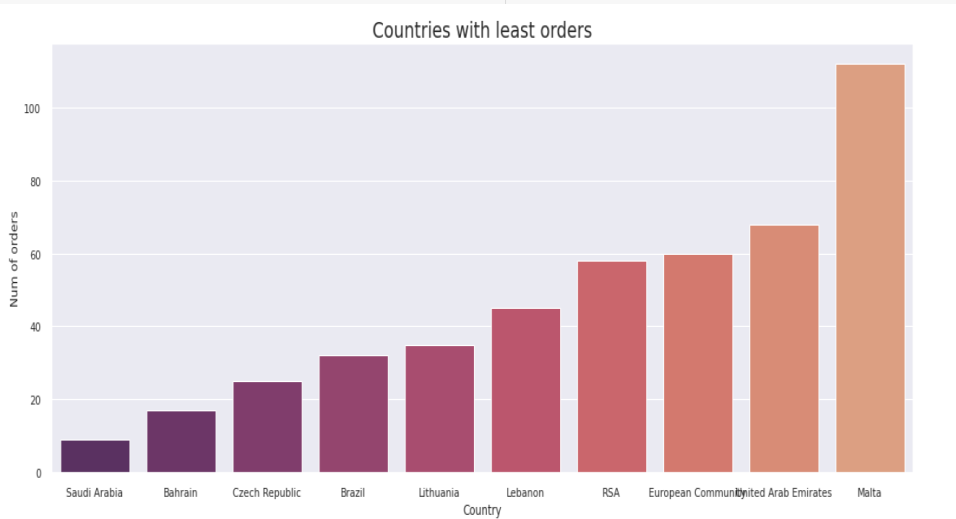 Countries with least orders
Num of orders
100
80
60
40
20
0
Saudi Arabia Bahrain Czech Republic Brazil Lithuania Lebanon RSA European Community United Arab Emirates Malta
Country